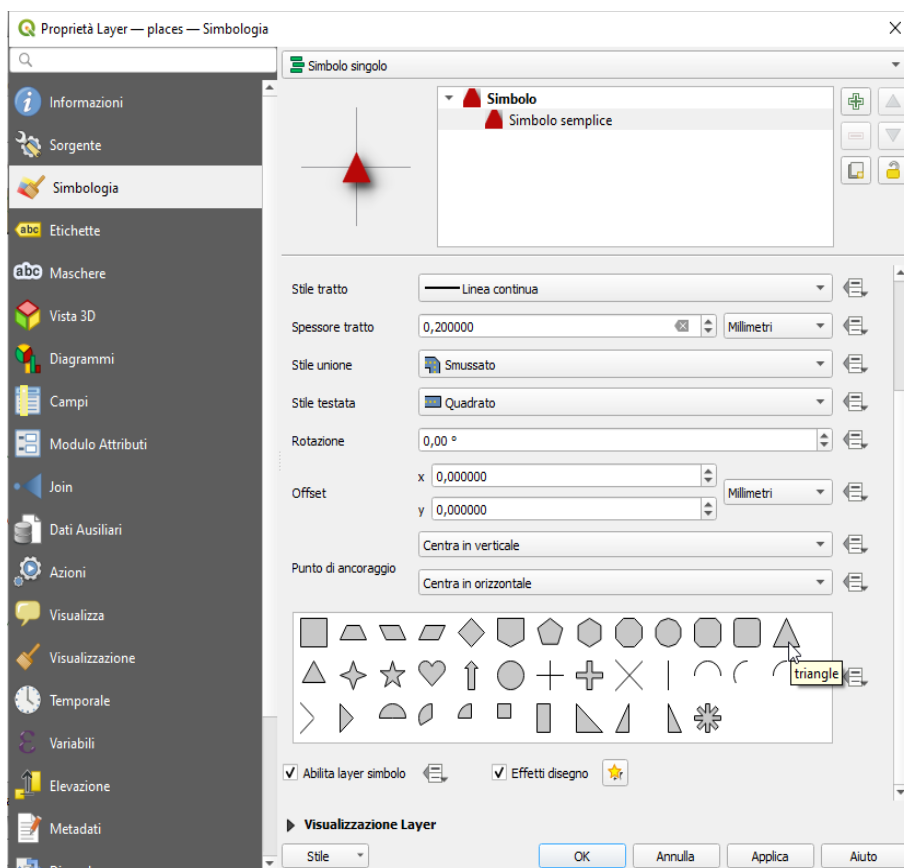 Proprietà Layer — places — Simbologia
Informazioni
Sorgente
Simbologia
abc Etichette
abc Maschere
Vista 3D
Diagrammi
Campi
Modulo Attributi
Join
Dati Ausiliari
Azioni
Visualizza
Visualizzazione
Temporale
Variabili
Elevazione
Metadati
Simbolo singolo
Simbolo
Simbolo semplice
Stile tratto Linea continua
Spessore tratto 0,200000 Millimetri
Stile unione Smussato
Stile testata Quadrato
Rotazione 0,00 °
Offset x 0,000000 Millimetri
y 0,000000
Punto di ancoraggio Centra in verticale
Centra in orizzontale
triangle
Abilita layer simbolo Effetti disegno
Visualizzazione Layer
Stile OK Annulla Applica Aiuto